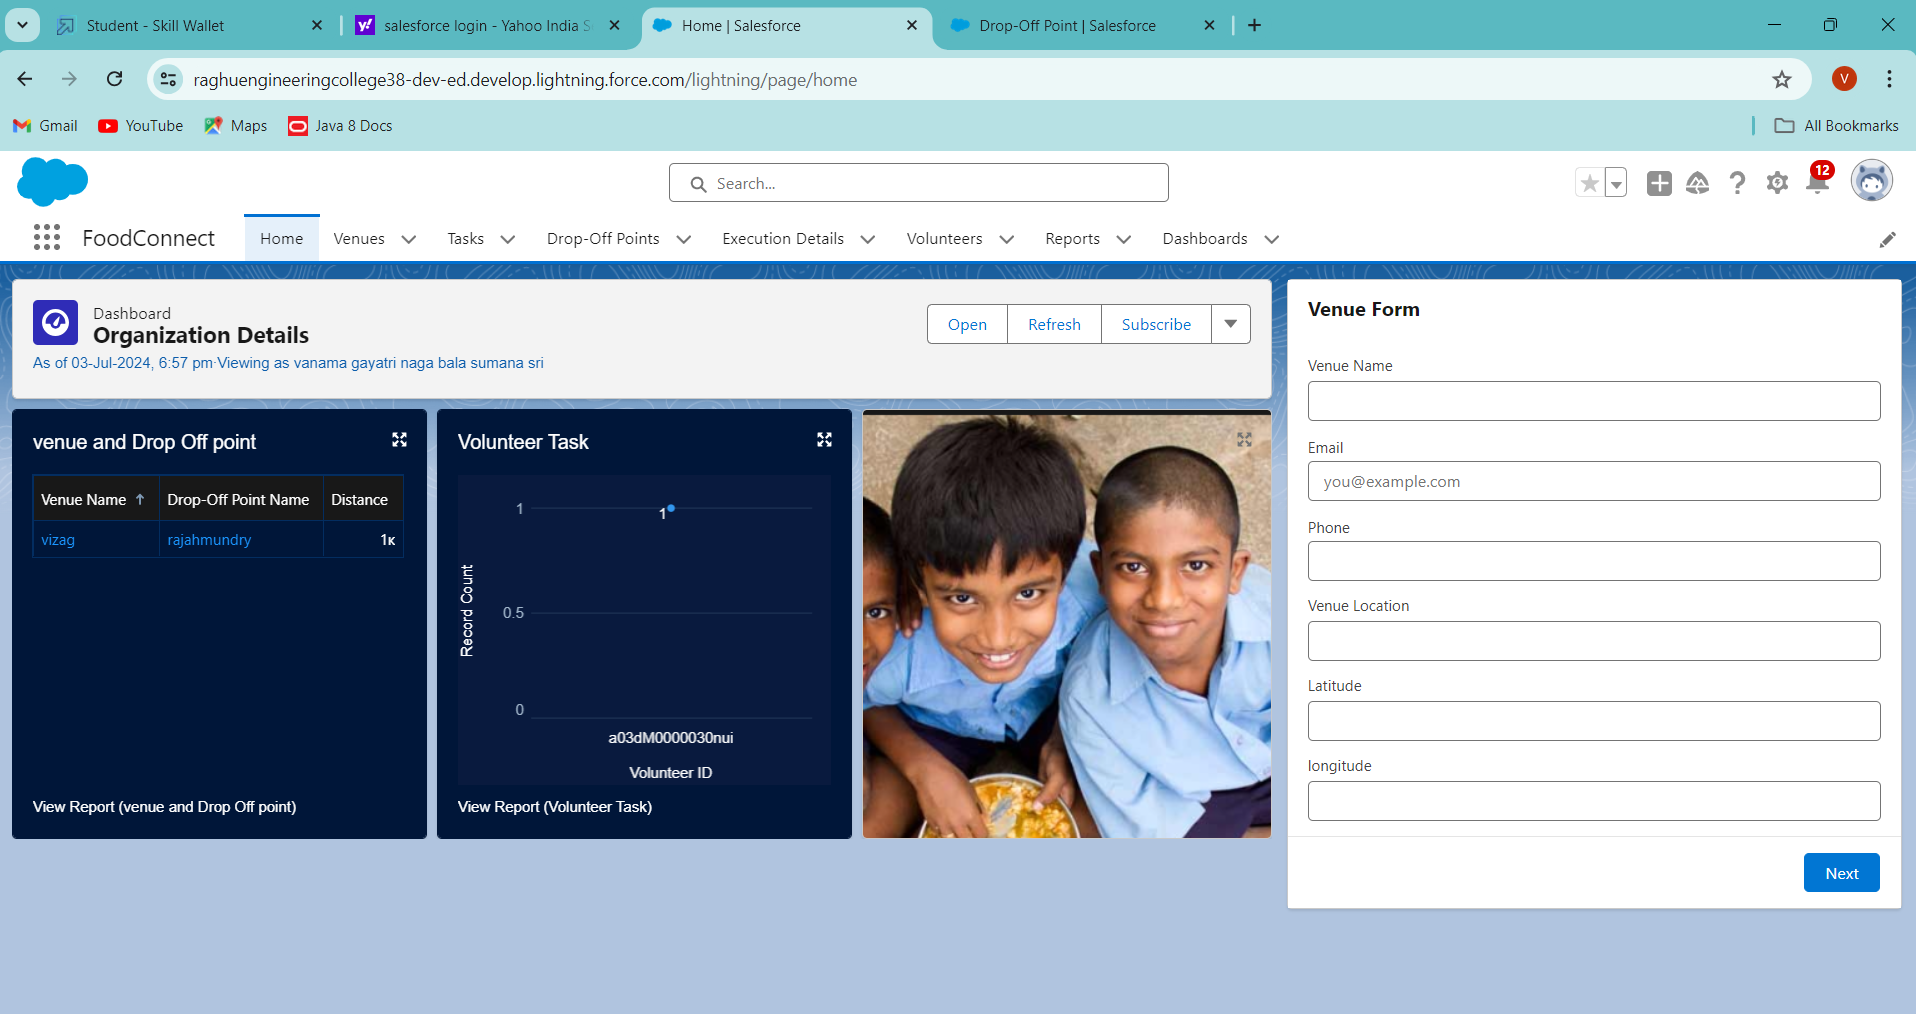 Student - Skill Wallet
salesforce login - Yahoo India S
Home | Salesforce
Drop-Off Point | Salesforce
raghuengineeringcollege38-dev-ed.develop.lightning.force.com/lightning/page/home
V
Gmail
YouTube
Maps
Java 8 Docs
All Bookmarks
Search...
12
FoodConnect
Home
Venues
Tasks
Drop-Off Points
Execution Details
Volunteers
Reports
Dashboards
Dashboard
Organization Details
As of 03-Jul-2024, 6:57 pm·Viewing as vanama gayatri naga bala sumana sri
Open
Refresh
Subscribe
venue and Drop Off point
Venue Name ↑ Drop-Off Point Name Distance
vizag rajahmundry 1K
View Report (venue and Drop Off point)
Volunteer Task
Record Count
1
0.5
0
1
a03dM0000030nui
Volunteer ID
View Report (Volunteer Task)
Venue Form
Venue Name
Email
you@example.com
Phone
Venue Location
Latitude
longitude
Next